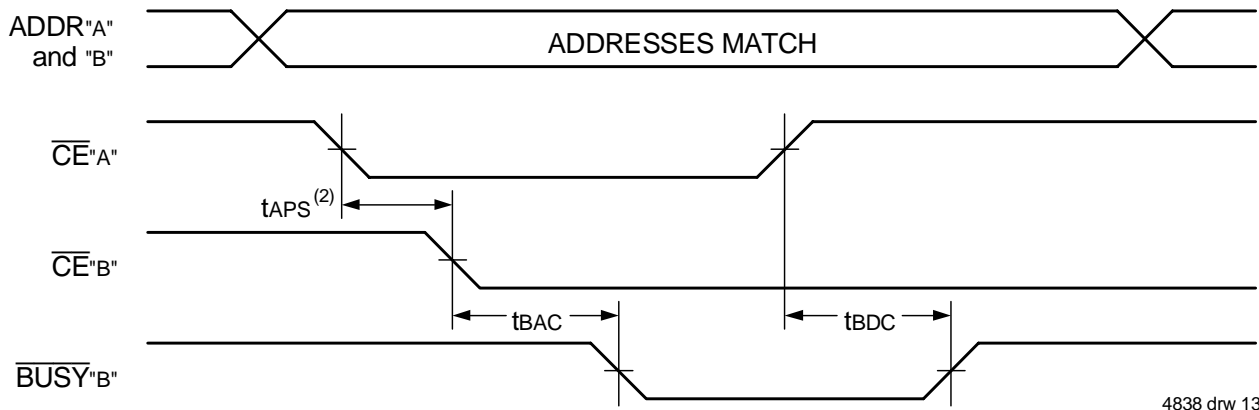 ADDR"A"
and "B"
ADDRESSES MATCH
CE"A"
tAPS(2)
CE"B"
tBAC
tBDC
BUSY"B"
4838 drw 13